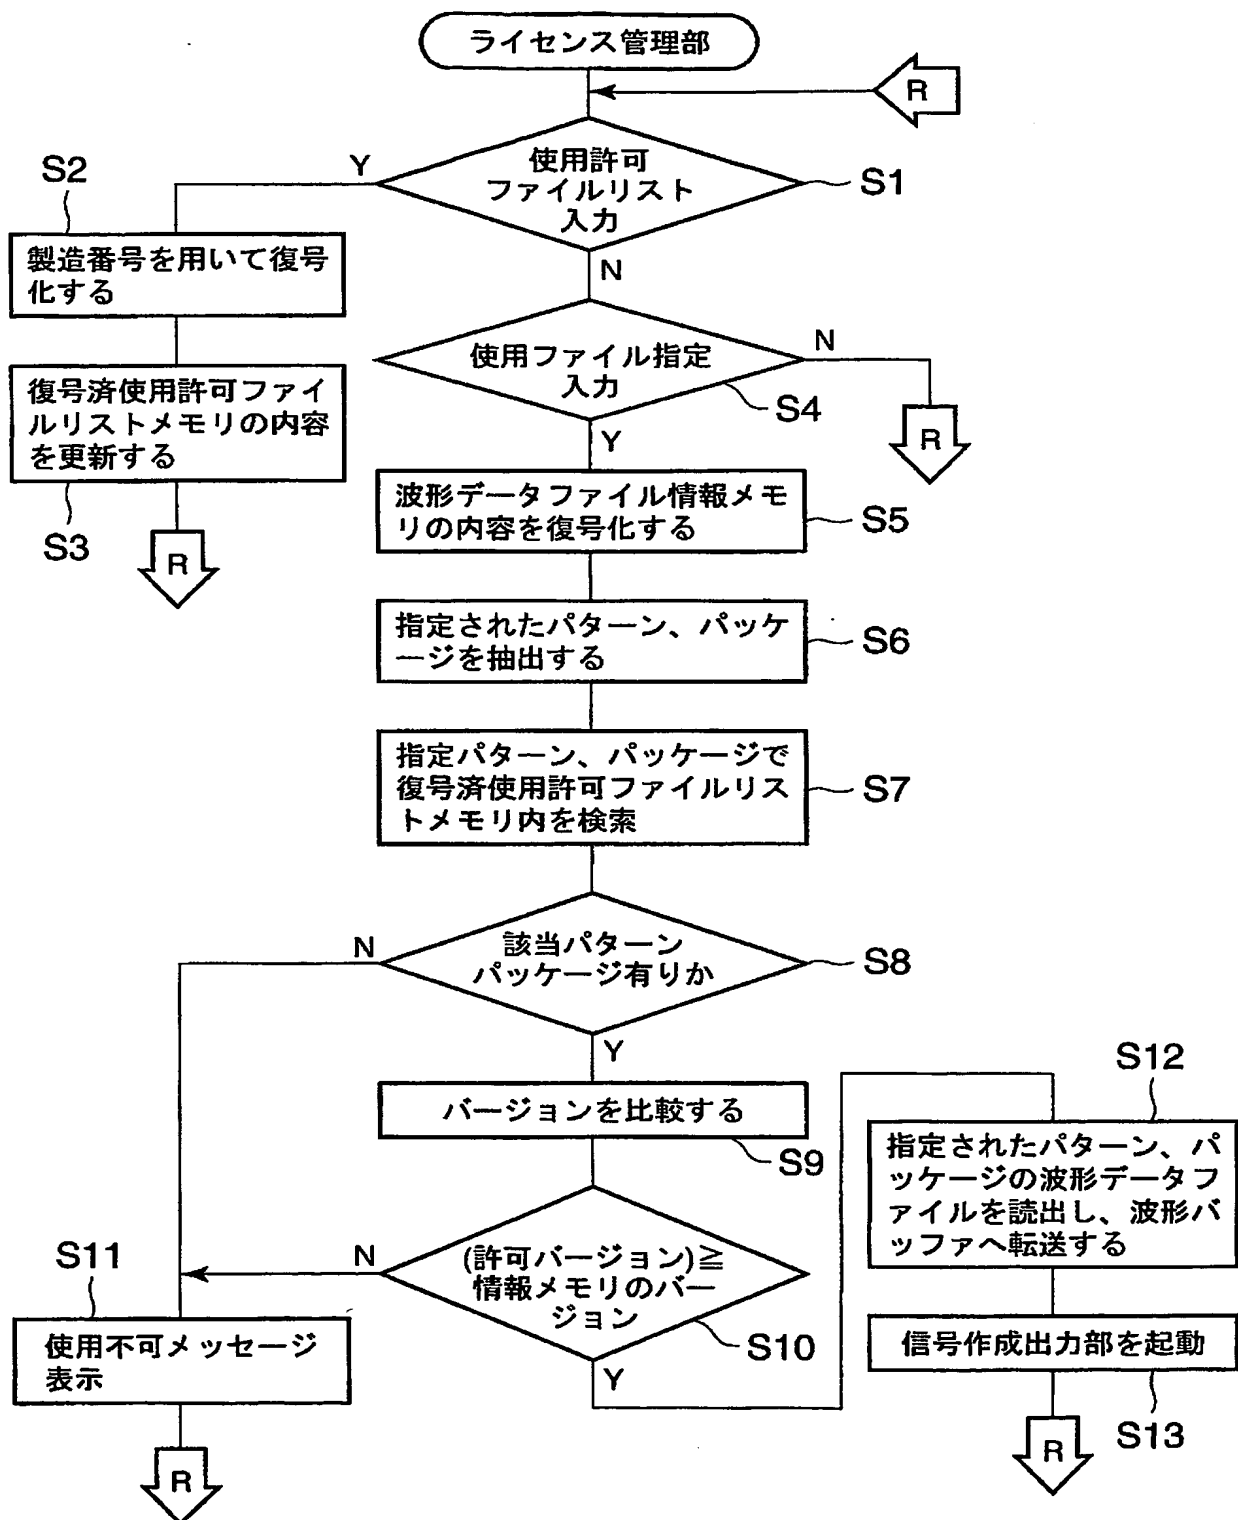 ライセンス管理部
R
使用許可
ファイルリスト
入力
S1
Y
N
S2
製造番号を用いて復号
化する
復号済使用許可ファイ
ルリストメモリの内容
を更新する
S3
R
使用ファイル指定
入力
S4
N
R
Y
波形データファイル情報メモ
リの内容を復号化する
S5
指定されたパターン、パッケ
ージを抽出する
S6
指定パターン、パッケージで
復号済使用許可ファイルリス
トメモリ内を検索
S7
該当パターン
パッケージ有りか
S8
N
Y
バージョンを比較する
S9
(許可バージョン)≧
情報メモリのバー
ジョン
S10
N
Y
S11
使用不可メッセージ
表示
R
S12
指定されたパターン、パ
ッケージの波形データフ
ァイルを読出し、波形バ
ッファへ転送する
信号作成出力部を起動
S13
R